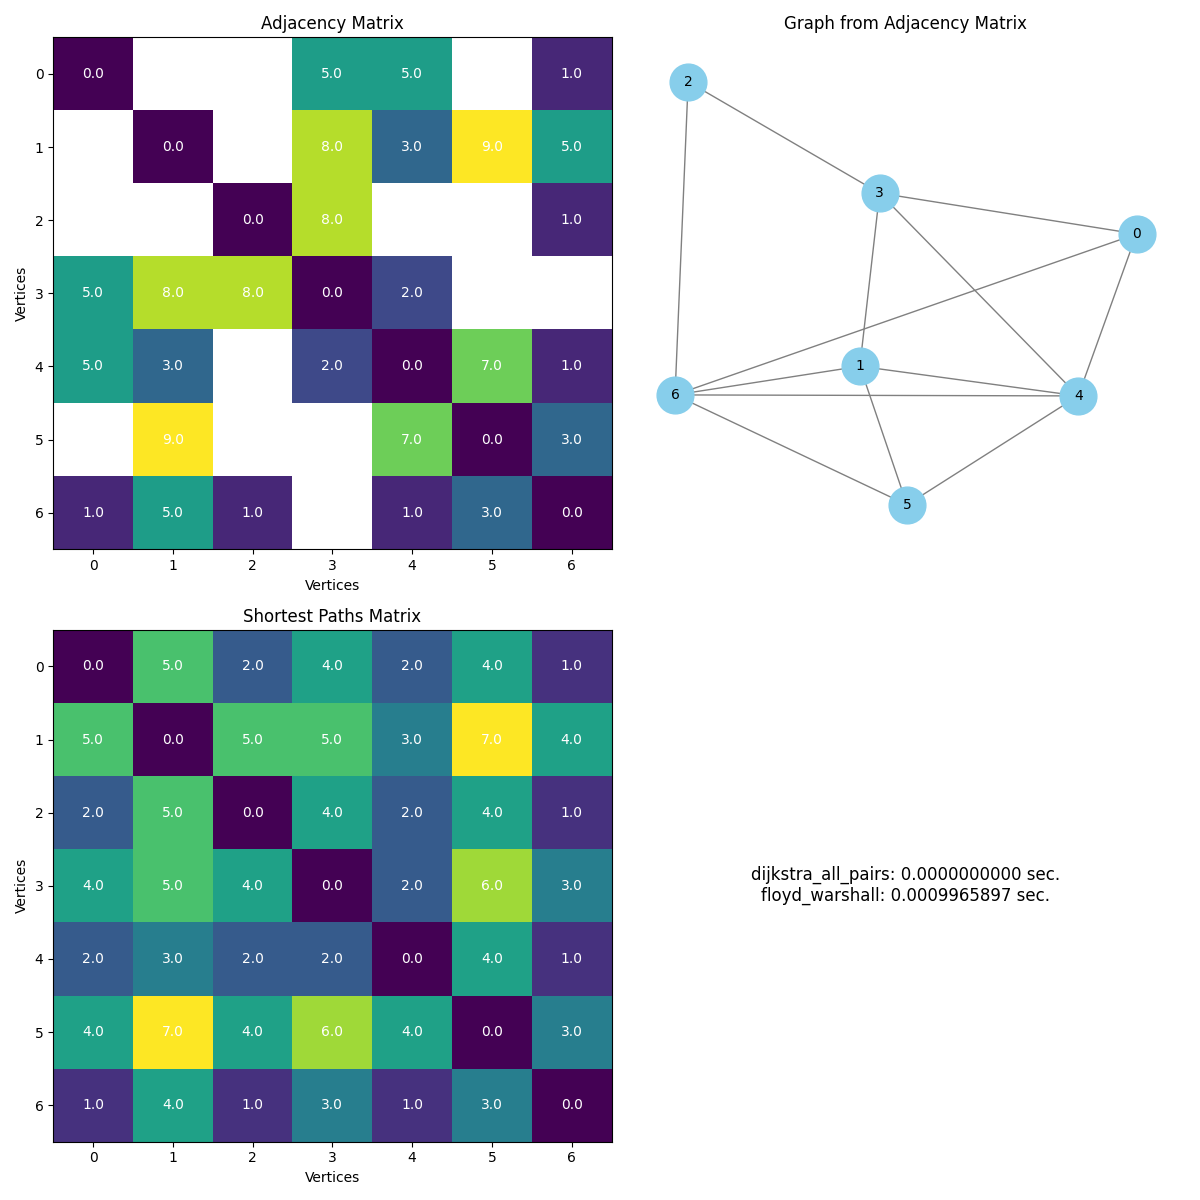 Adjacency Matrix
0 0.0 5.0 5.0 1.0
1 0.0 8.0 3.0 9.0 5.0
2 0.0 8.0 1.0
3 5.0 8.0 8.0 0.0 2.0
4 5.0 3.0 2.0 0.0 7.0 1.0
5 9.0 7.0 0.0 3.0
6 1.0 5.0 1.0 1.0 3.0 0.0
0 1 2 3 4 5 6
Vertices
Vertices
Graph from Adjacency Matrix
2
3
0
1
6
4
5
Shortest Paths Matrix
0 0.0 5.0 2.0 4.0 2.0 4.0 1.0
1 5.0 0.0 5.0 5.0 3.0 7.0 4.0
2 2.0 5.0 0.0 4.0 2.0 4.0 1.0
3 4.0 5.0 4.0 0.0 2.0 6.0 3.0
4 2.0 3.0 2.0 2.0 0.0 4.0 1.0
5 4.0 7.0 4.0 6.0 4.0 0.0 3.0
6 1.0 4.0 1.0 3.0 1.0 3.0 0.0
0 1 2 3 4 5 6
Vertices
Vertices
dijkstra_all_pairs: 0.0000000000 sec.
floyd_warshall: 0.0009965897 sec.